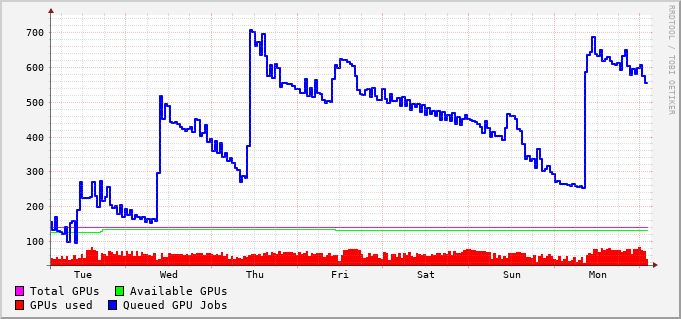 700
600
500
400
300
200
100
Tue Wed Thu Fri Sat Sun Mon
Total GPUs Available GPUs
GPUs used Queued GPU Jobs
RRDTOOL / TOBI OETIKER